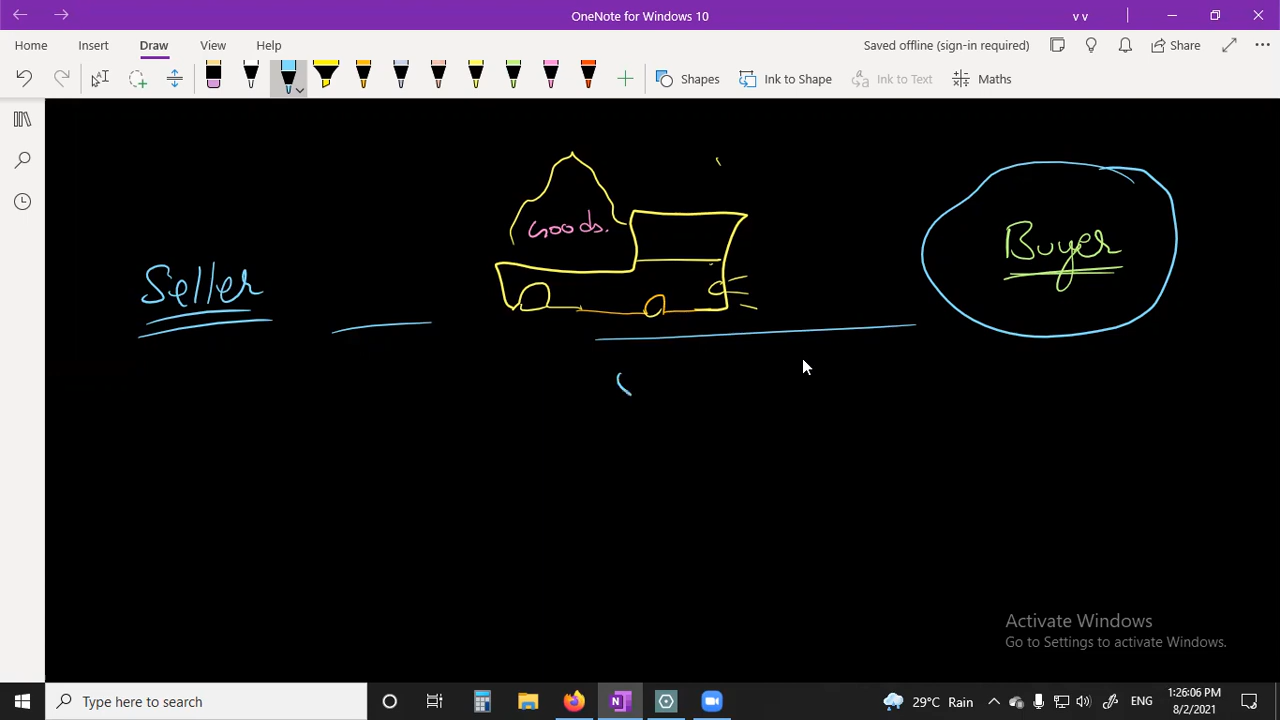 OneNote for Windows 10
v v
Home Insert Draw View Help
Saved offline (sign-in required) Share
Shapes Ink to Shape Ink to Text Maths
Goods.
Seller
Buyer
Activate Windows
Go to Settings to activate Windows.
Type here to search
29°C Rain
ENG
1:26:06 PM
8/2/2021